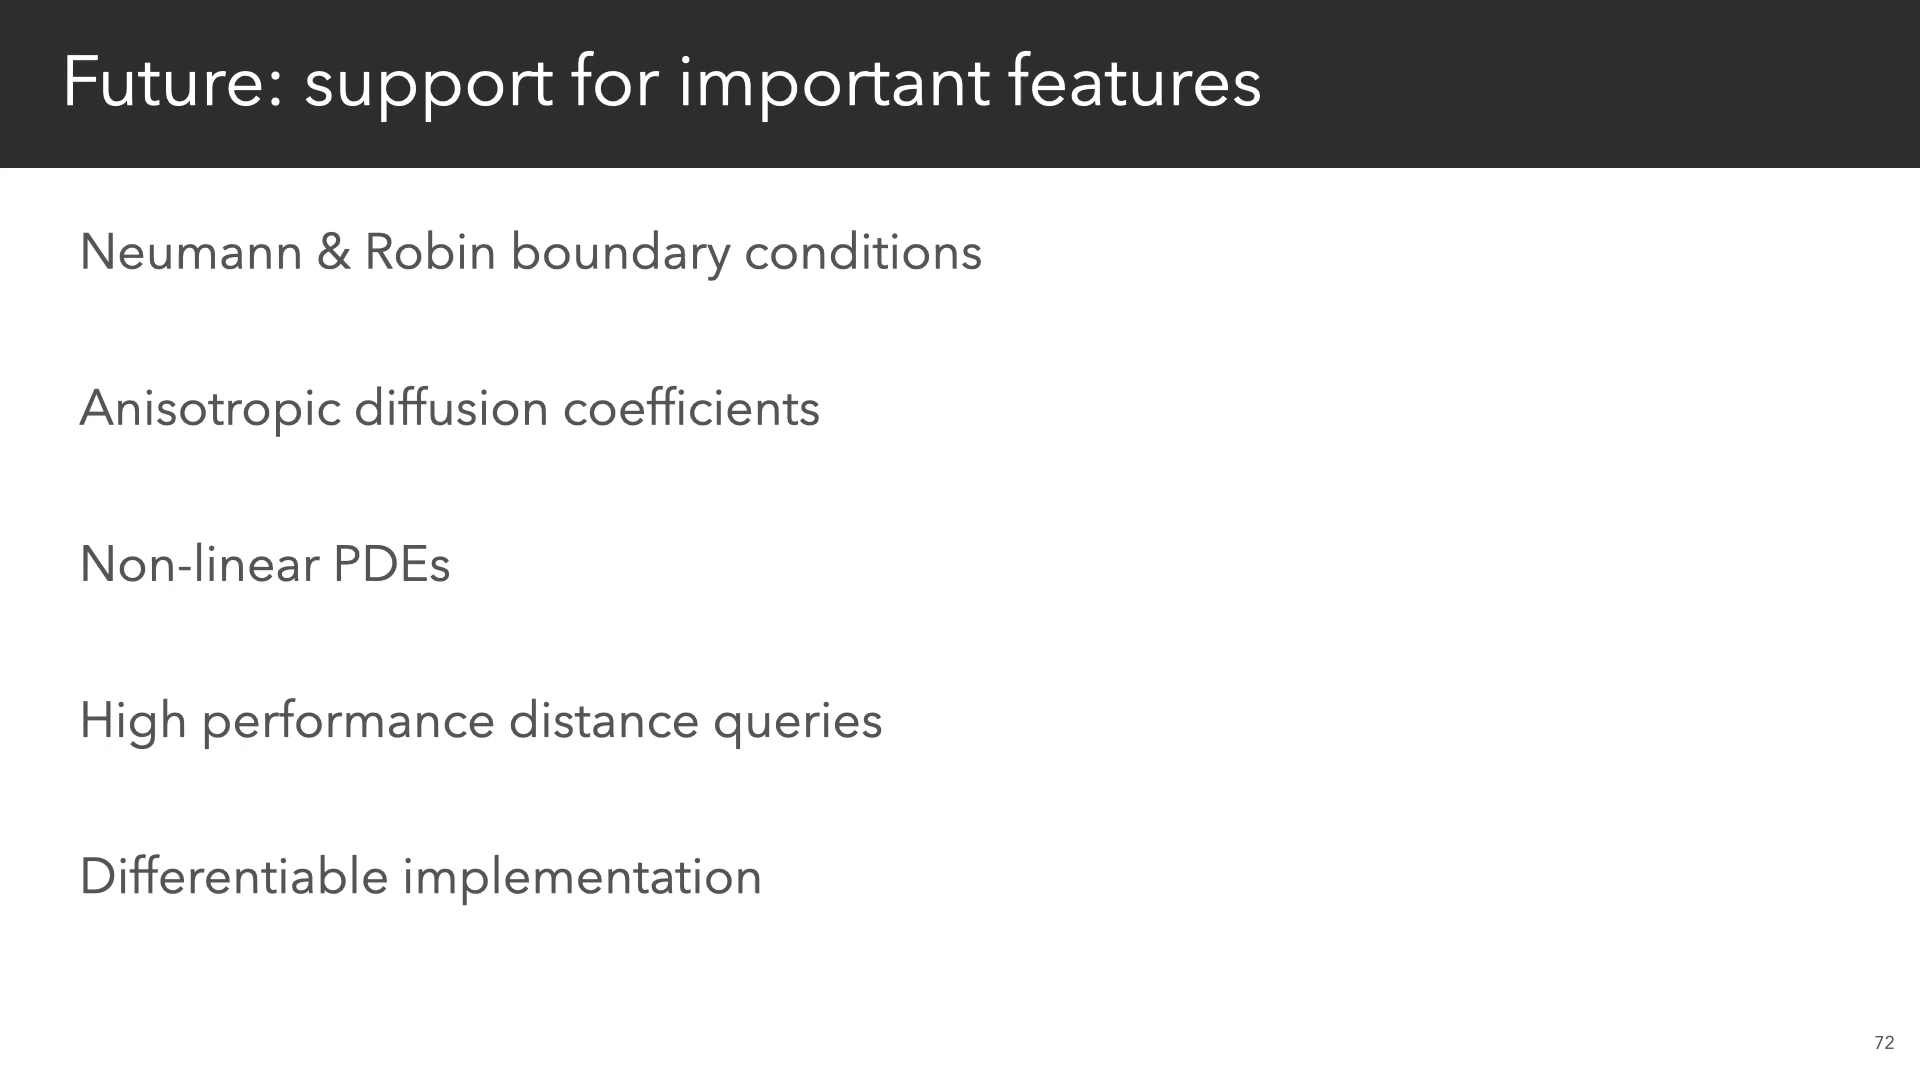 Future: support for important features
Neumann & Robin boundary conditions
Anisotropic diffusion coefficients
Non-linear PDEs
High performance distance queries
Differentiable implementation
72